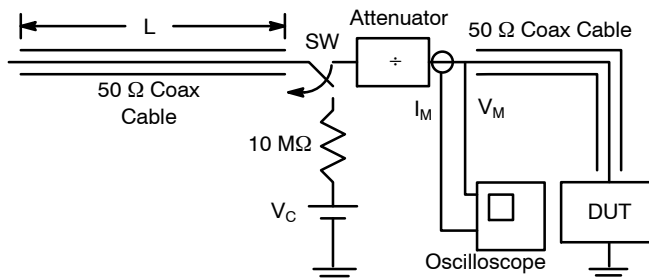 L
SW
Attenuator
÷
50 Ω Coax Cable
50 Ω Coax
Cable
I_M
V_M
10 MΩ
V_C
DUT
Oscilloscope